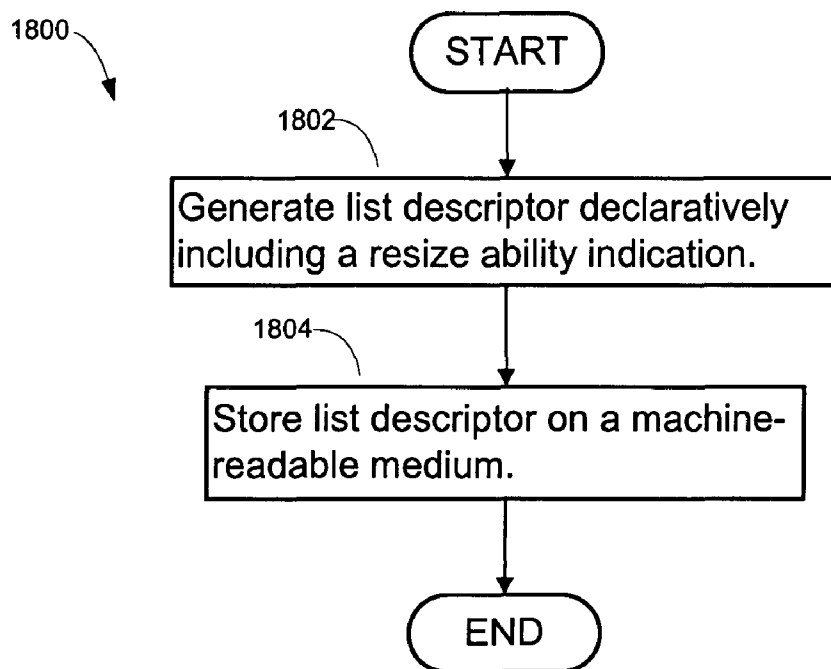 1800
START
1802
Generate list descriptor declaratively
including a resize ability indication.
1804
Store list descriptor on a machine-
readable medium.
END